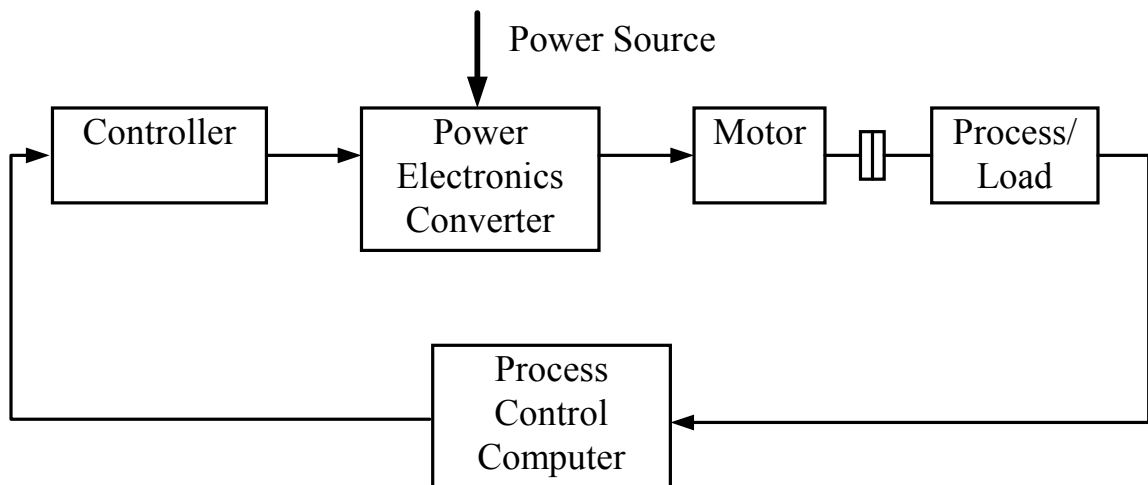 Power Source
Controller
Power
Electronics
Converter
Motor
Process/
Load
Process
Control
Computer